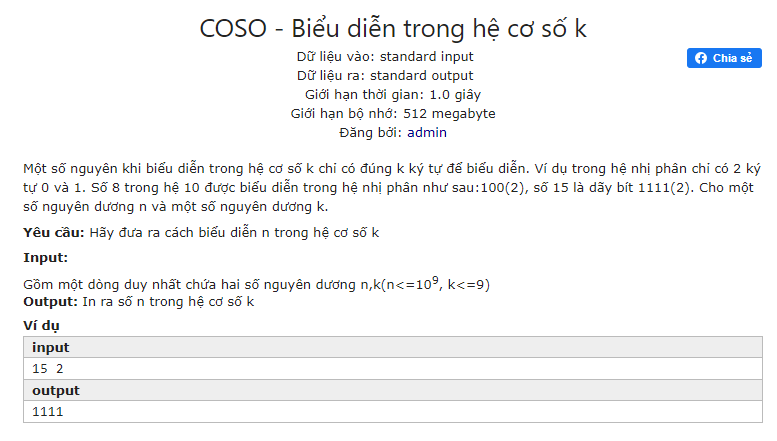 COSO - Biểu diễn trong hệ cơ số k
Dữ liệu vào: standard input
Chia sẻ
Dữ liệu ra: standard output
Giới hạn thời gian: 1.0 giây
Giới hạn bộ nhớ: 512 megabyte
Đăng bởi: admin
Một số nguyên khi biểu diễn trong hệ cơ số k chỉ có đúng k ký tự để biểu diễn. Ví dụ trong hệ nhị phân chỉ có 2 ký
tự 0 và 1. Số 8 trong hệ 10 được biểu diễn trong hệ nhị phân như sau:100(2), số 15 là dãy bít 1111(2). Cho một
số nguyên dương n và một số nguyên dương k.
Yêu cầu: Hãy đưa ra cách biểu diễn n trong hệ cơ số k
Input:
Gồm một dòng duy nhất chứa hai số nguyên dương n,k(n<=10⁹, k<=9)
Output: In ra số n trong hệ cơ số k
Ví dụ
input
15 2
output
1111